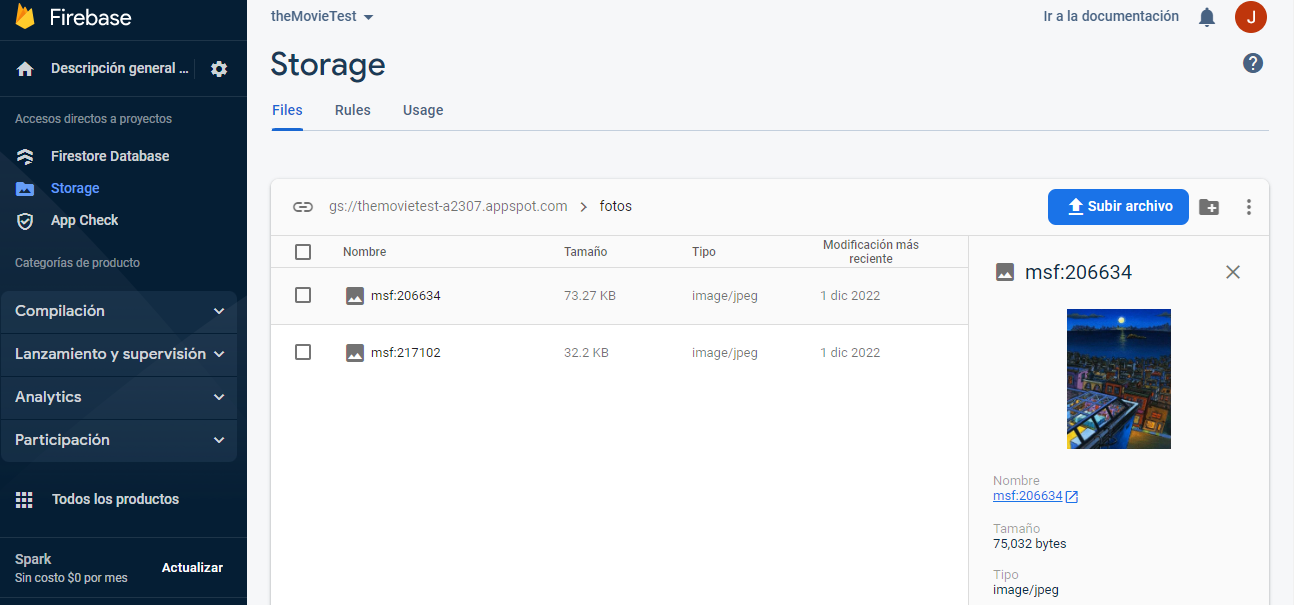 Firebase
Descripción general ...
Accesos directos a proyectos
Firestore Database
Storage
App Check
Categorías de producto
Compilación
Lanzamiento y supervisión
Analytics
Participación
Todos los productos
Spark
Sin costo $0 por mes
Actualizar
theMovieTest
Ir a la documentación
J
Storage
?
Files Rules Usage
gs://themovietest-a2307.appspot.com > fotos
Subir archivo
Nombre Tamaño Tipo Modificación más
reciente
msf:206634 73.27 KB image/jpeg 1 dic 2022
msf:217102 32.2 KB image/jpeg 1 dic 2022
msf:206634
Nombre
msf:206634
Tamaño
75,032 bytes
Tipo
image/jpeg